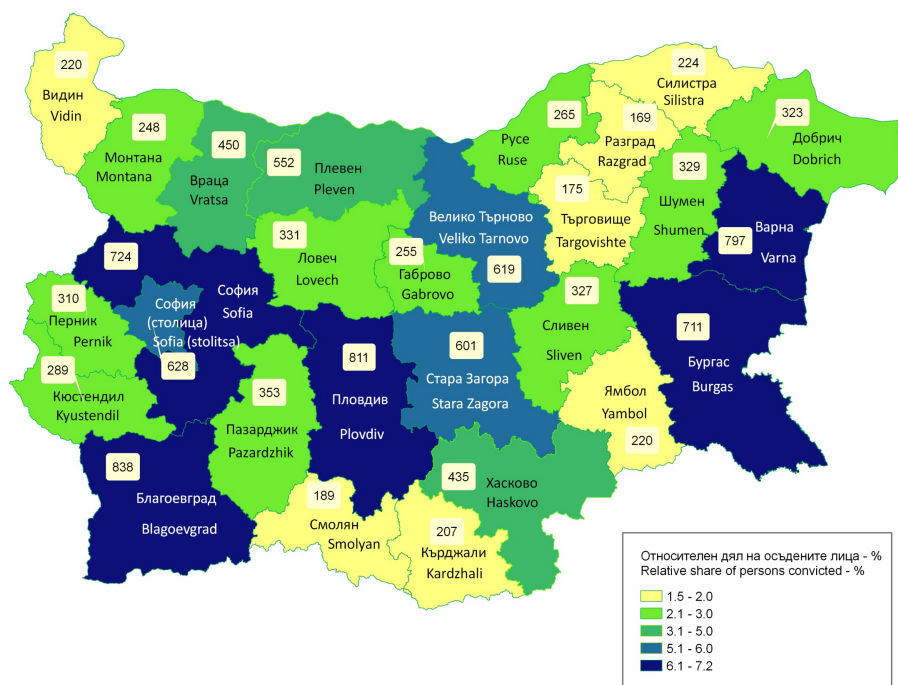 220
Видин
Vidin
248
Монтана
Montana
450
Враца
Vratsa
552
Плевен
Pleven
331
Ловеч
Lovech
255
Габрово
Gabrovo
Велико Търново
Veliko Tarnovo
619
265
Русе
Ruse
224
Силистра
Silistra
169
Разград
Razgrad
175
Търговище
Targovishte
323
Добрич
Dobrich
329
Шумен
Shumen
Варна
797
Varna
724
София
Sofia
София
(столица)
Sofia (stolitsa)
628
310
Перник
Pernik
289
Кюстендил
Kyustendil
838
Благоевград
Blagoevgrad
353
Пазарджик
Pazardzhik
811
Пловдив
Plovdiv
601
Стара Загора
Stara Zagora
327
Сливен
Sliven
711
Бургас
Burgas
Ямбол
Yambol
220
435
Хасково
Haskovo
189
Смолян
Smolyan
207
Кърджали
Kardzhali
Относителен дял на осъдените лица - %
Relative share of persons convicted - %
1.5 - 2.0
2.1 - 3.0
3.1 - 5.0
5.1 - 6.0
6.1 - 7.2